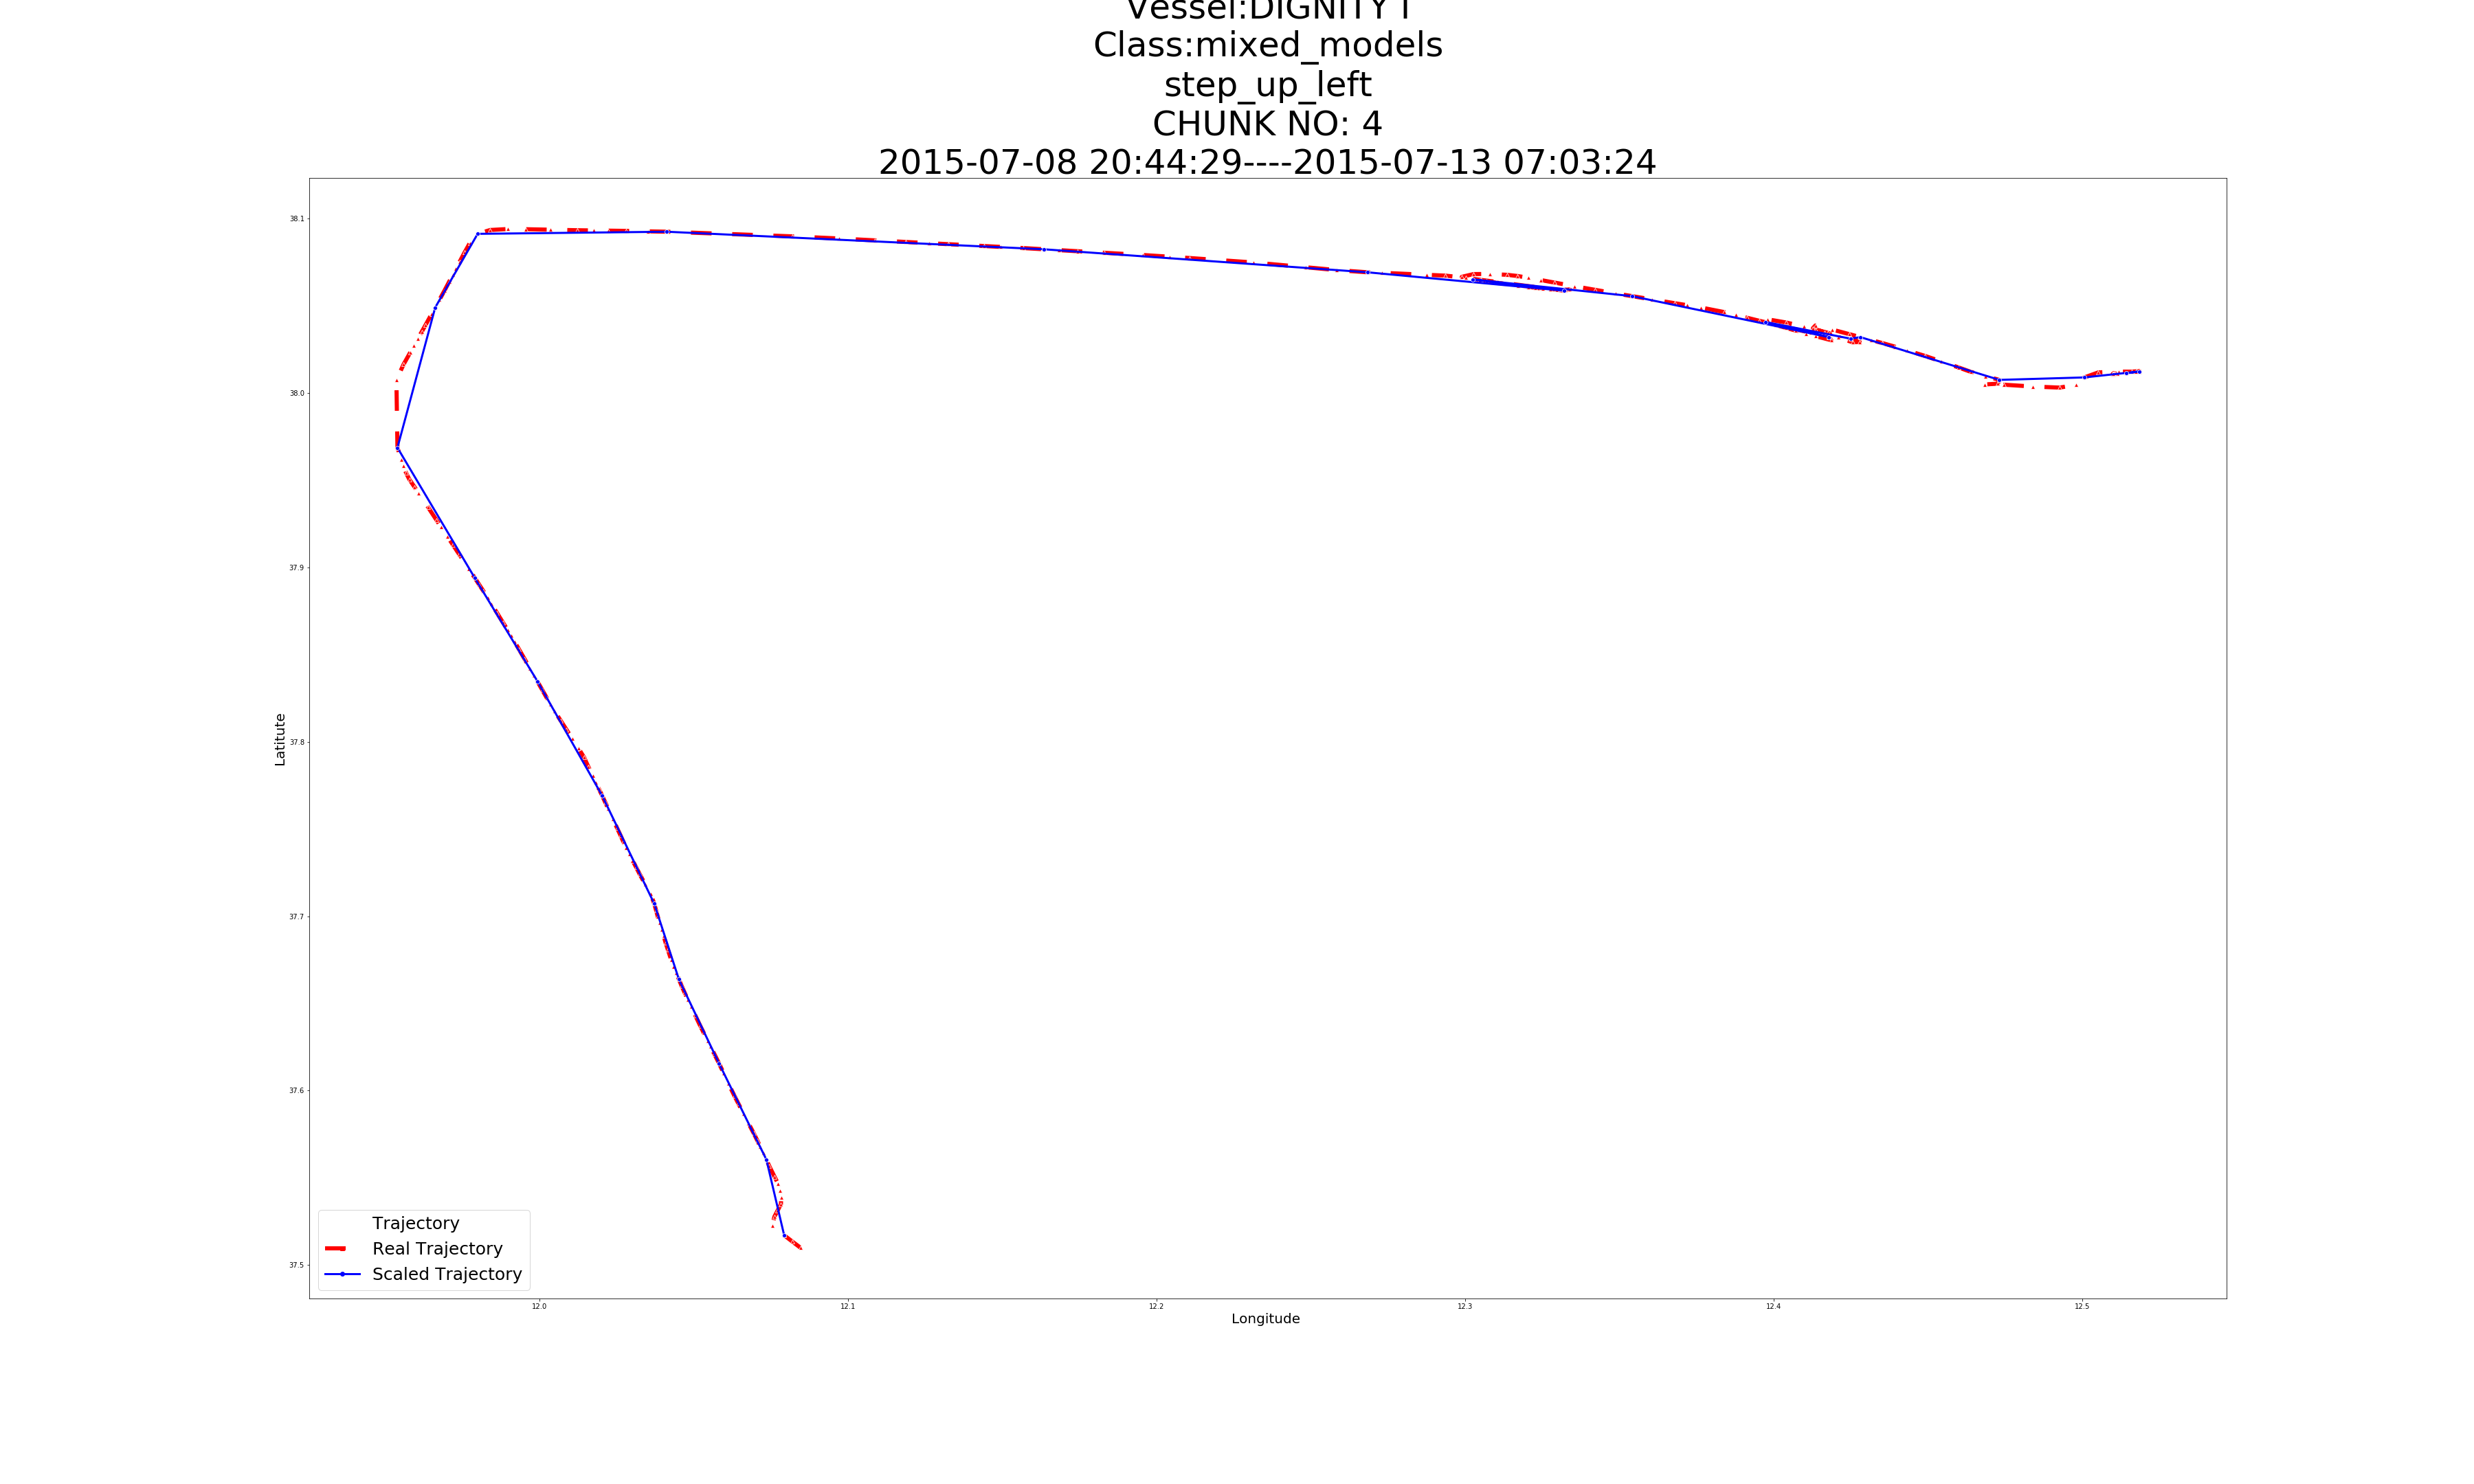 Vessel:DIGNITY I
Class:mixed_models
step_up_left
CHUNK NO: 4
2015-07-08 20:44:29----2015-07-13 07:03:24
38.1
38.0
37.9
37.8
37.7
37.6
37.5
Latitute
Trajectory
Real Trajectory
Scaled Trajectory
12.0
12.1
12.2
12.3
12.4
12.5
Longitude